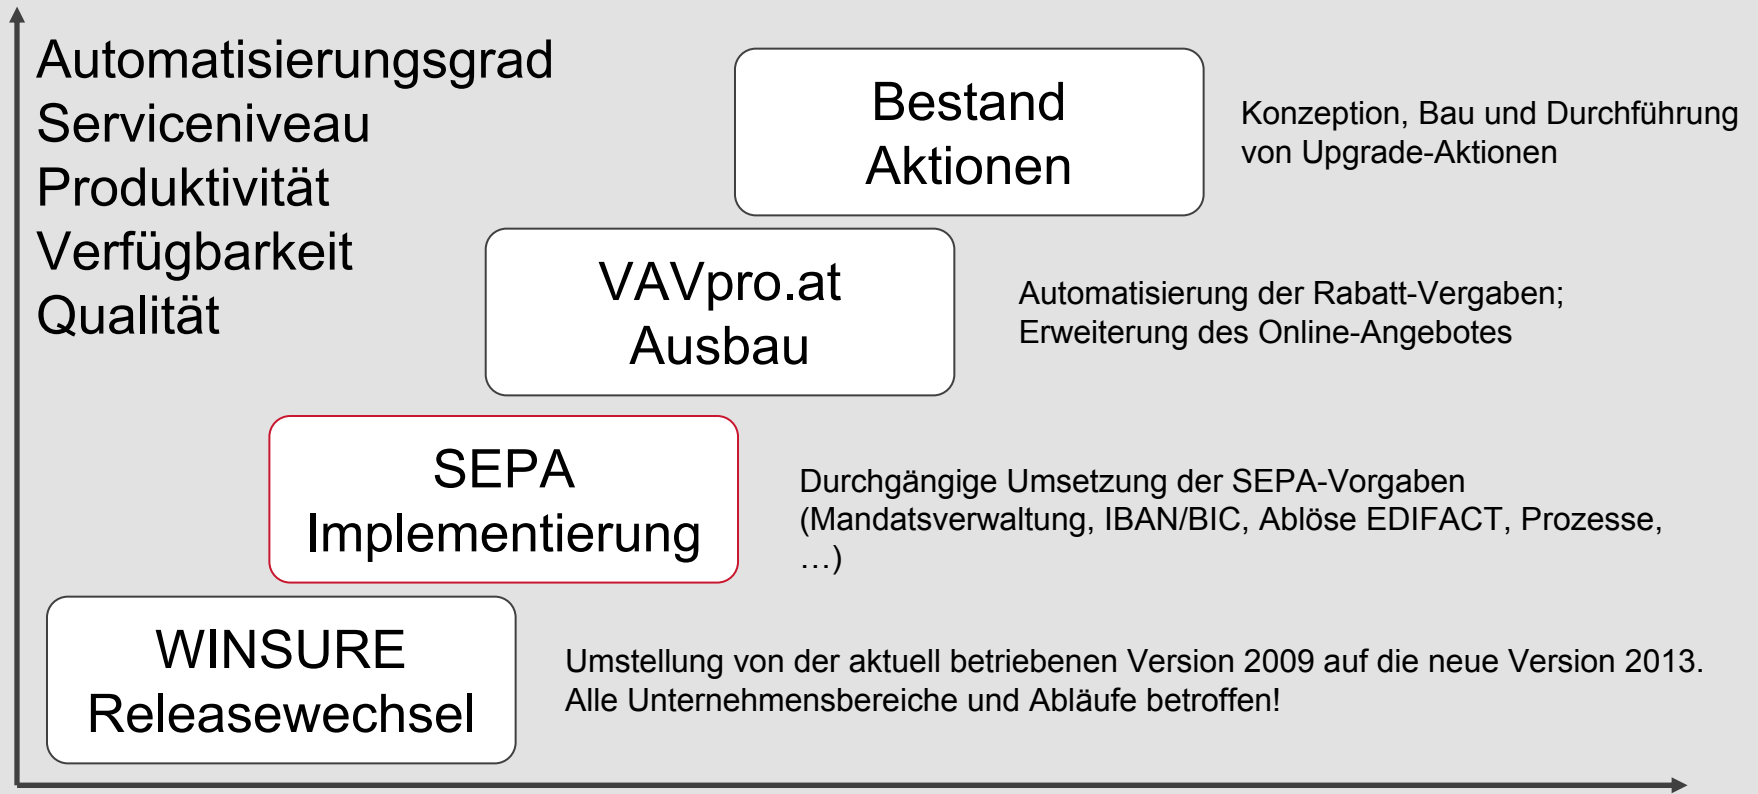 Automatisierungsgrad
Serviceniveau
Produktivität
Verfügbarkeit
Qualität
Bestand
Aktionen
Konzeption, Bau und Durchführung
von Upgrade-Aktionen
VAVpro.at
Ausbau
Automatisierung der Rabatt-Vergaben;
Erweiterung des Online-Angebotes
SEPA
Implementierung
Durchgängige Umsetzung der SEPA-Vorgaben
(Mandatsverwaltung, IBAN/BIC, Ablöse EDIFACT, Prozesse,
…)
WINSURE
Releasewechsel
Umstellung von der aktuell betriebenen Version 2009 auf die neue Version 2013.
Alle Unternehmensbereiche und Abläufe betroffen!